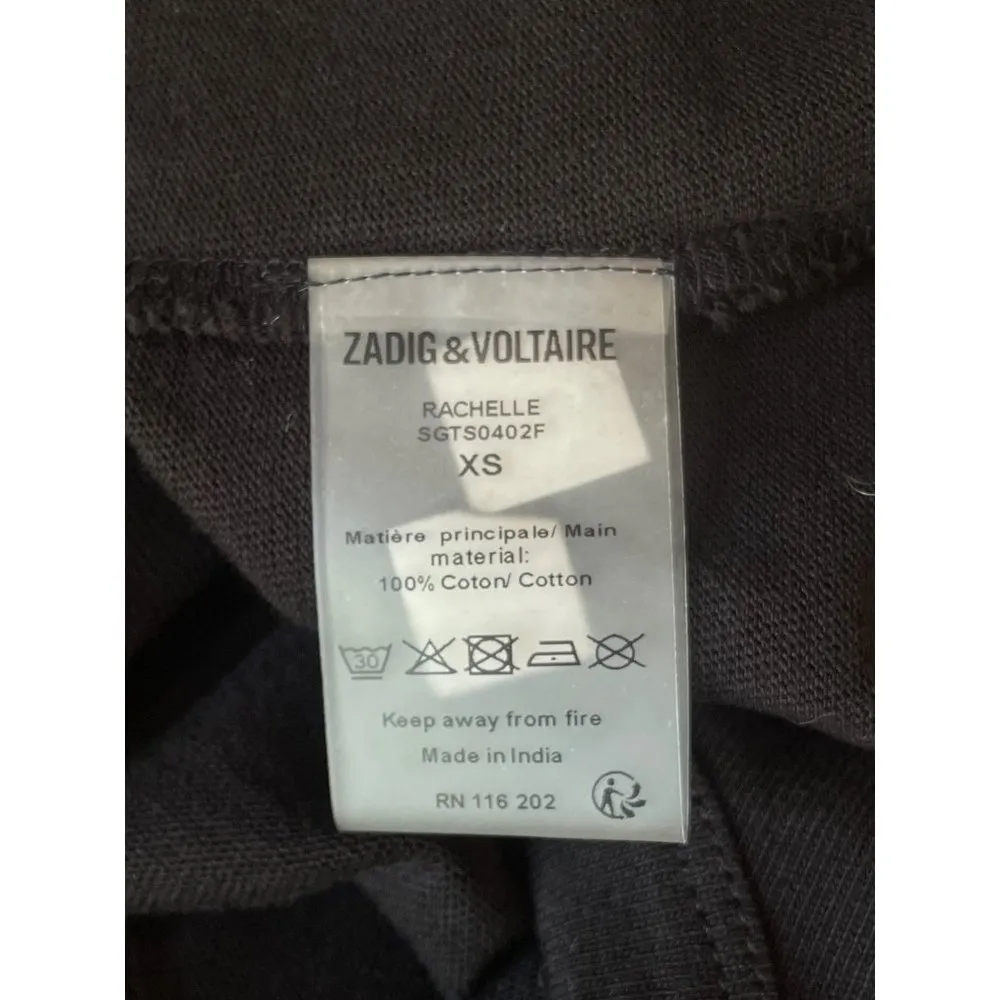 ZADIG&VOLTAIRE
RACHELLE
SGTS0402F
XS
Matière principale/ Main
material:
100% Coton/ Cotton
30
Keep away from fire
Made in India
RN 116 202